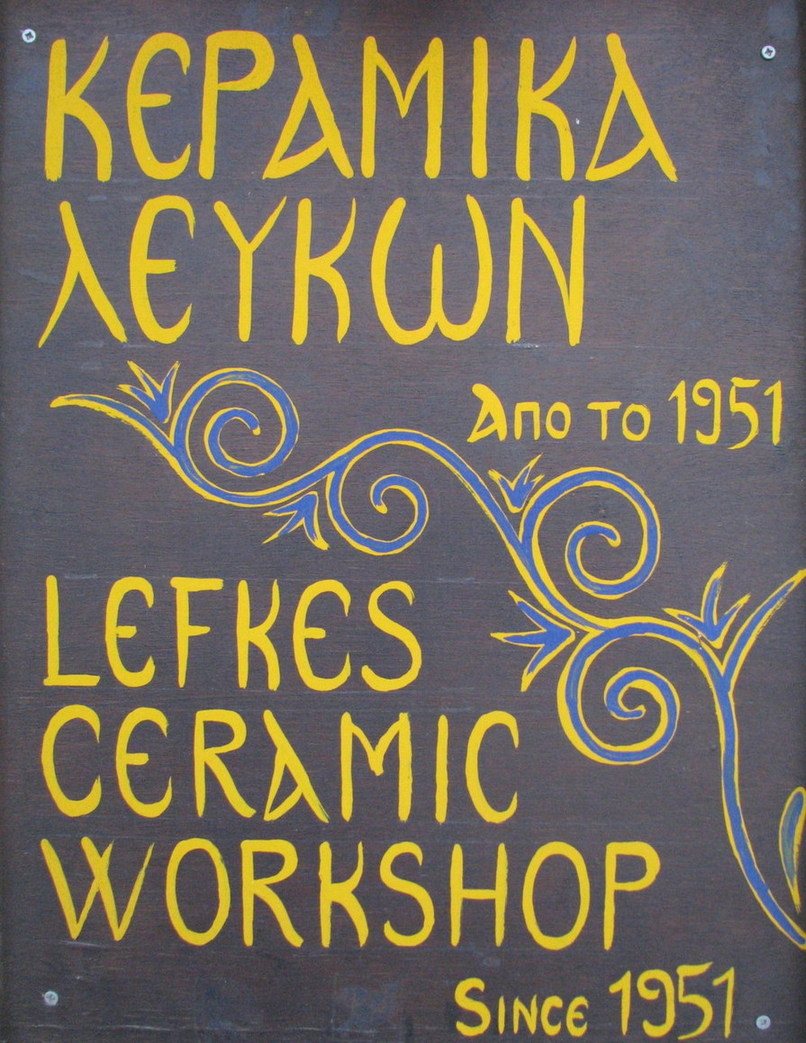 ΚΕΡΑΜΙΚΑ
ΛΕΥΚΩΝ
Απο το 1951
LEFKES
CERAMIC
WORKSHOP
SINCE 1951